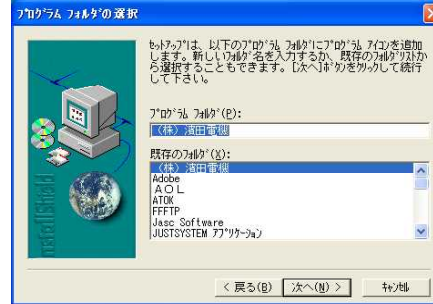 プログラム フォルダの選択
セットアップは、以下のプログラム フォルダにプログラム アイコンを追加
します。新しいフォルダ名を入力するか、既存のフォルダリストか
ら選択することもできます。[次へ]ボタンをクリックして続行
して下さい。
プログラム フォルダ(P):
(株)濱田電機
既存のフォルダ(X):
(株)濱田電機
Adobe
AOL
ATOK
FFFTP
Jasc Software
JUSTSYSTEM アプリケーション
InstallShield
< 戻る(B)
次へ(N) >
キャンセル